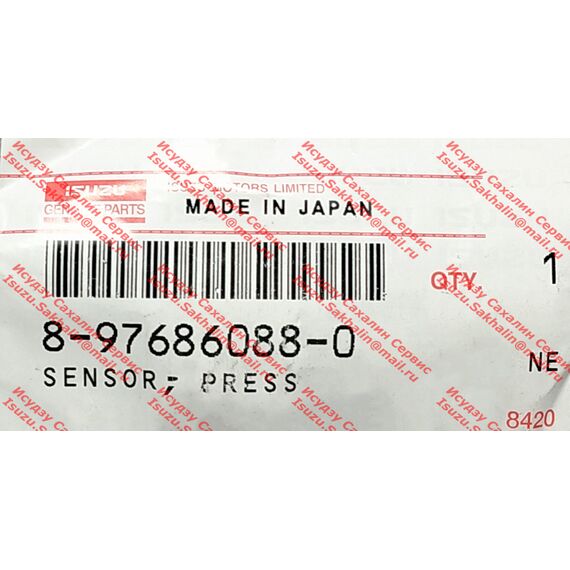 ISUZU
GENUINE PARTS
ISUZU MOTORS LIMITED
MADE IN JAPAN
QTY.
1
8-97686088-0
SENSOR; PRESS
NE
8420
Исудзу Сахалин Сервис
Isuzu.Sakhalin@mail.ru